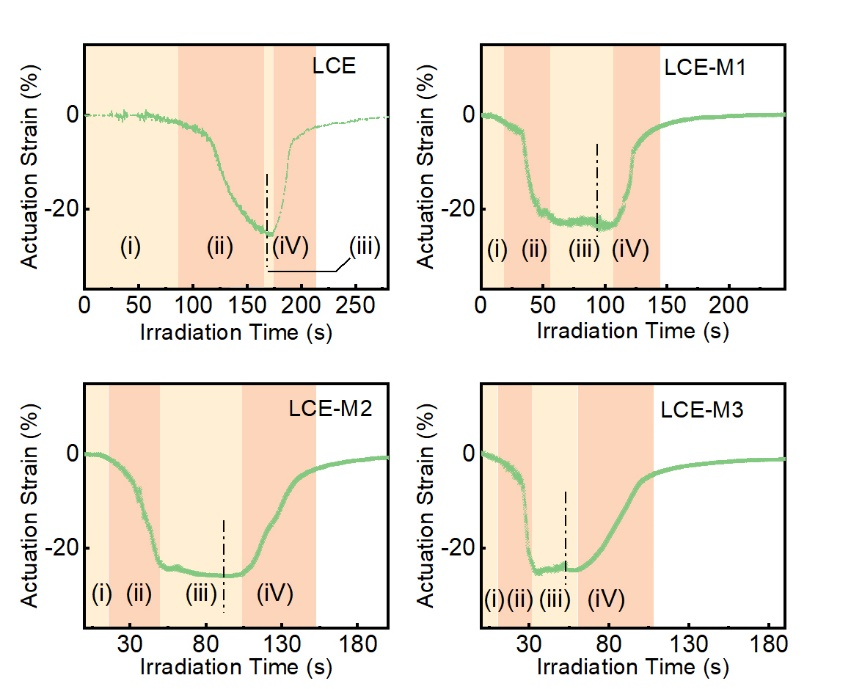 LCE
Actuation Strain (%)
0
-20
(i)
(ii)
(iV)
(iii)
0 50 100 150 200 250
Irradiation Time (s)
LCE-M1
Actuation Strain (%)
0
-20
(i) (ii) (iii) (iV)
0 50 100 150 200
Irradiation Time (s)
LCE-M2
Actuation Strain (%)
0
-20
(i) (ii) (iii) (iV)
30 80 130 180
Irradiation Time (s)
LCE-M3
Actuation Strain (%)
0
-20
(i) (ii) (iii) (iV)
30 80 130 180
Irradiation Time (s)